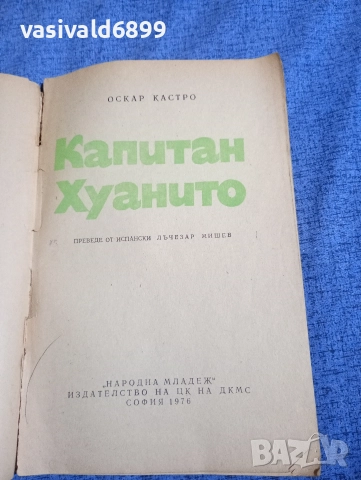 vasivald6899
ОСКАР КАСТРО
Капитан
Хуанито
ПРЕВЕДЕ ОТ ИСПАНСКИ ЛЪЧЕЗАР МИШЕВ
„НАРОДНА МЛАДЕЖ“
ИЗДАТЕЛСТВО НА ЦК НА ДКМС
СОФИЯ 1976
BAZAR